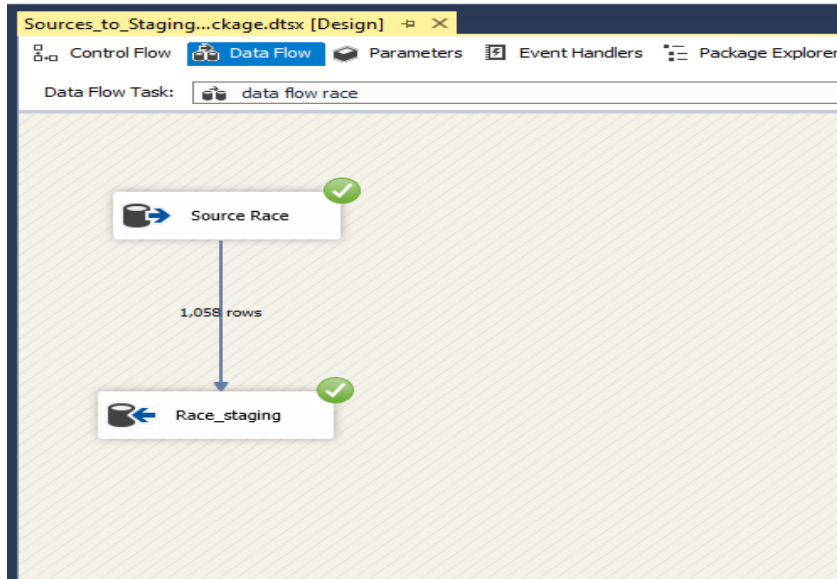 Sources_to_Staging...ckage.dtsx [Design]
Control Flow Data Flow Parameters Event Handlers Package Explorer
Data Flow Task: data flow race
Source Race
1,058 rows
Race_staging